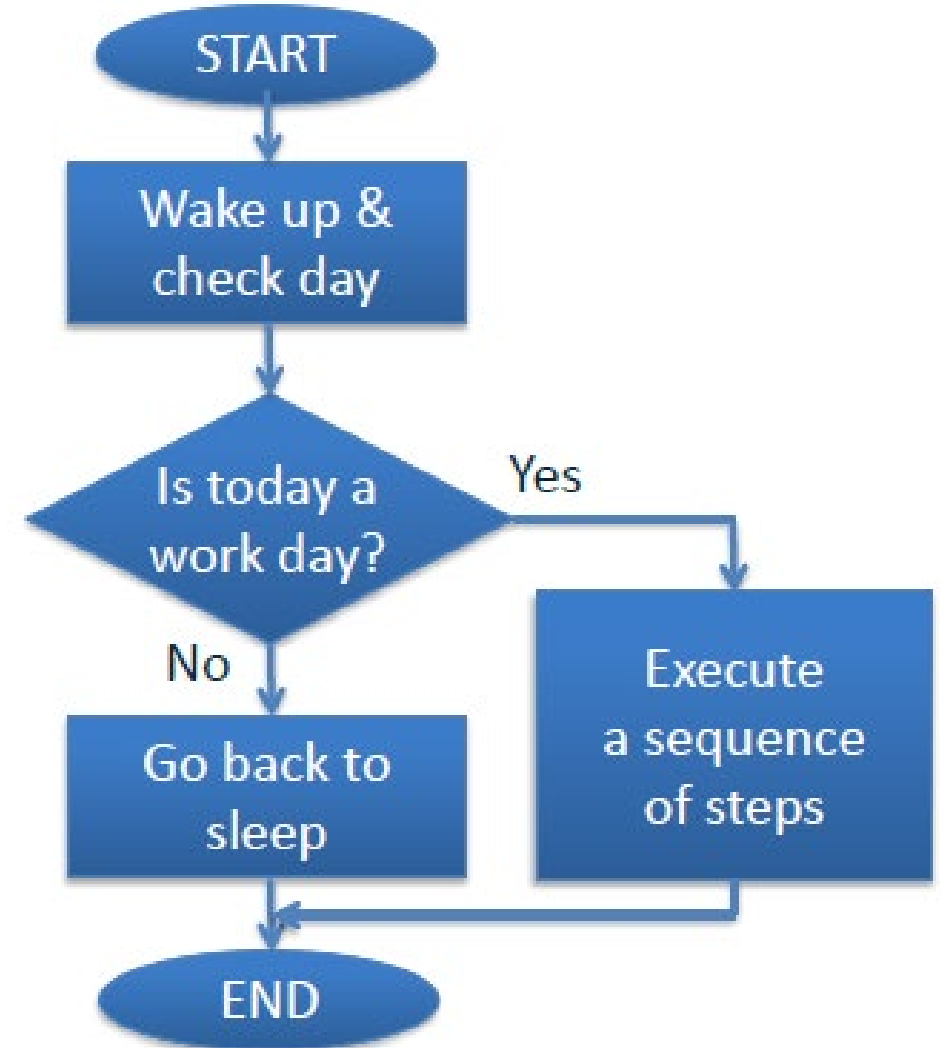 START
Wake up &
check day
Is today a
work day?
Yes
No
Execute
a sequence
of steps
Go back to
sleep
END